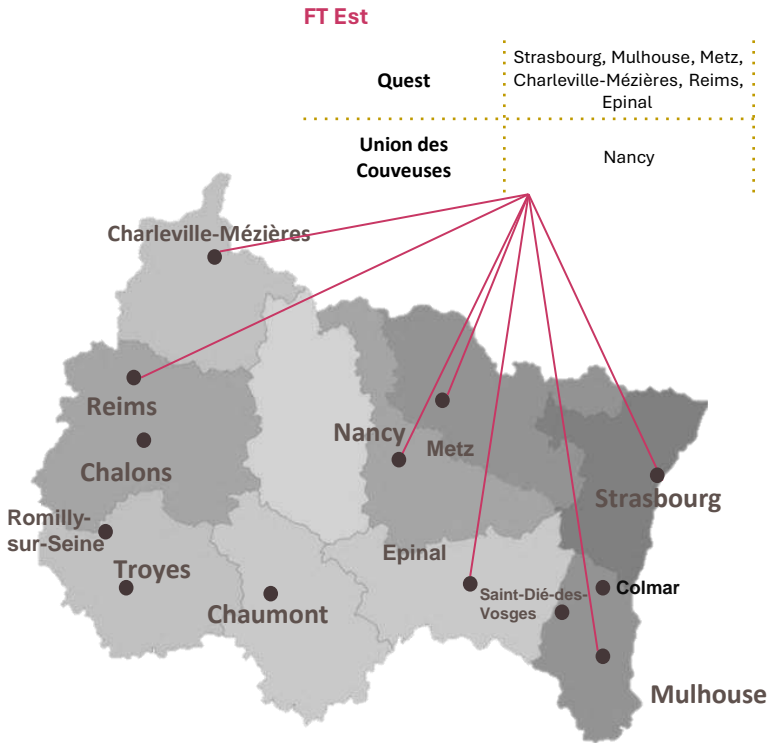 FT Est
Quest
Strasbourg, Mulhouse, Metz,
Charleville-Mézières, Reims,
Epinal
Union des
Couveuses
Nancy
Charleville-Mézières
Reims
Chalons
Nancy
Metz
Strasbourg
Romilly-
sur-Seine
Troyes
Chaumont
Epinal
Saint-Dié-des-
Vosges
Colmar
Mulhouse